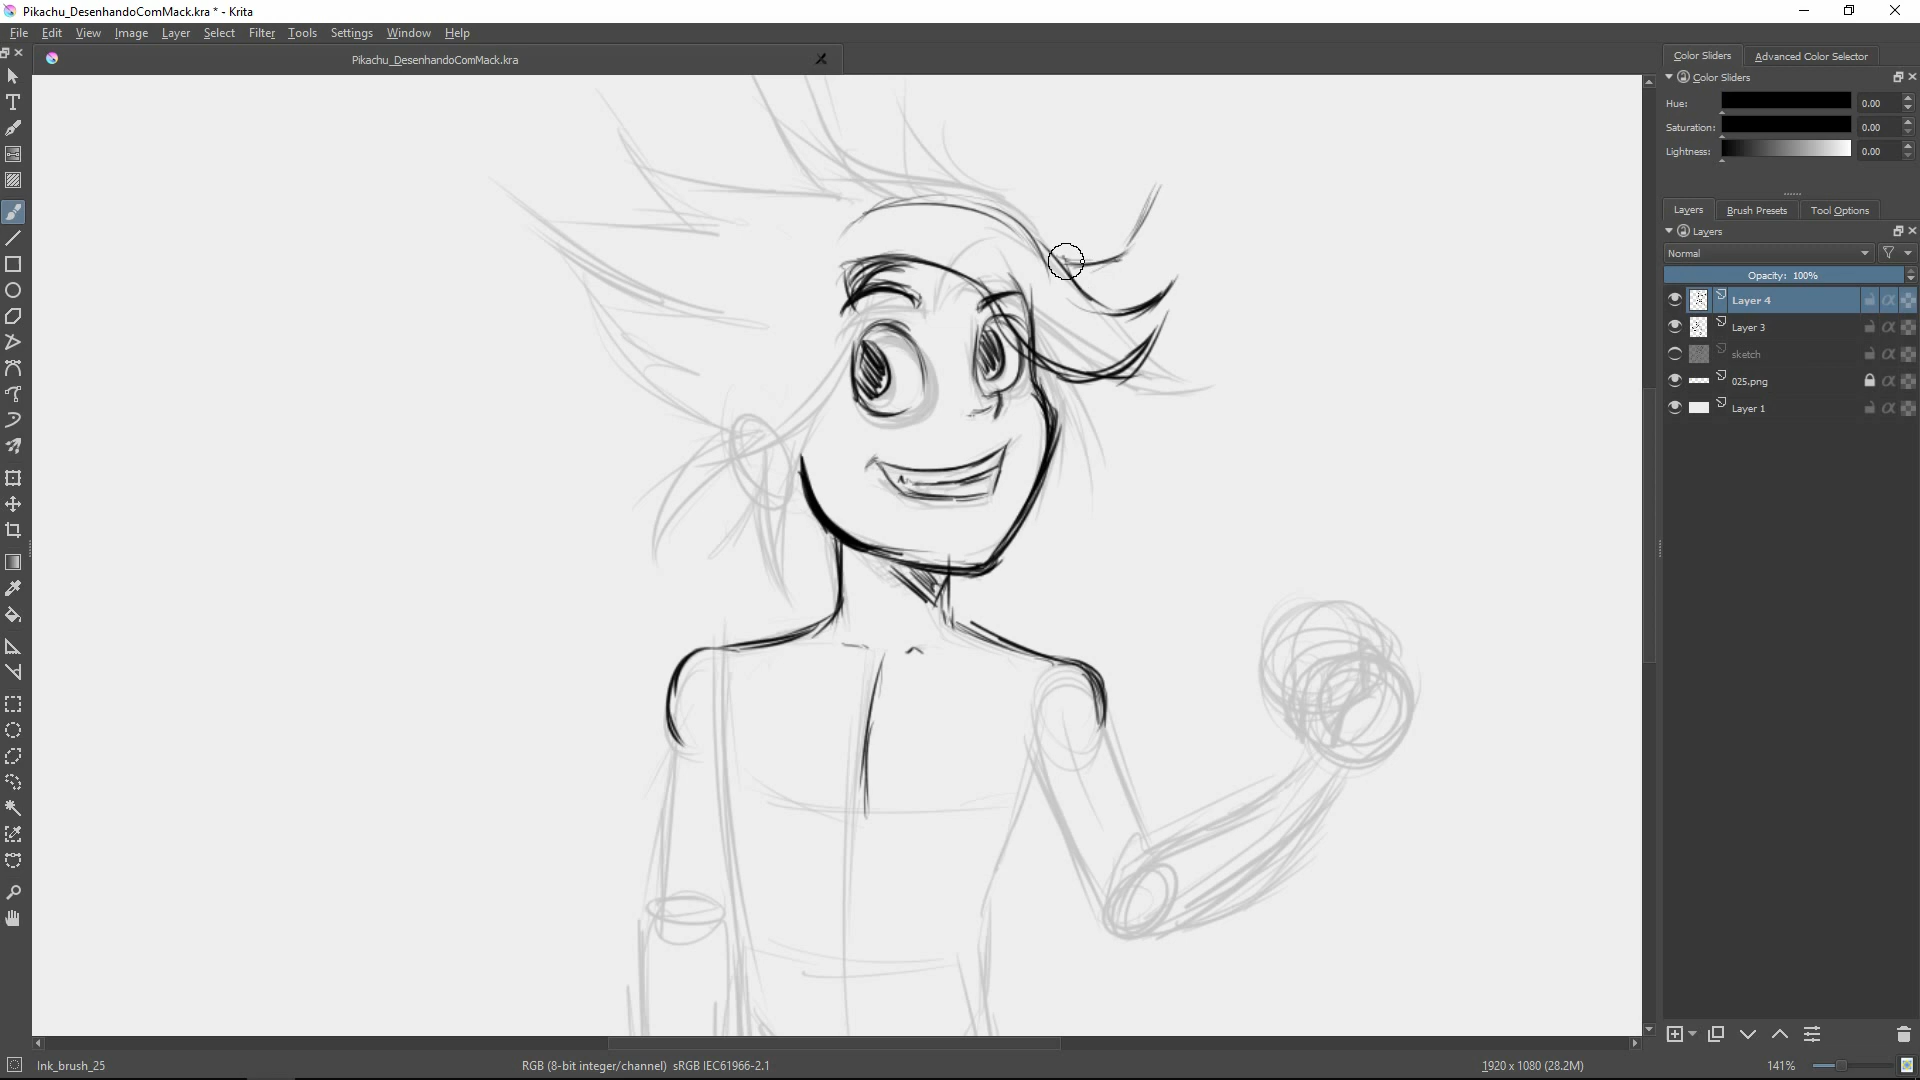 Pikachu_DesenhandoComMack.kra * - Krita
File Edit View Image Layer Select Filter Tools Settings Window Help
Pikachu_DesenhandoComMack.kra
Color Sliders Advanced Color Selector
Color Sliders
Hue: 0.00
Saturation: 0.00
Lightness: 0.00
Layers Brush Presets Tool Options
Layers
Normal
Opacity: 100%
Layer 4
Layer 3
sketch
025.png
Layer 1
Ink_brush_25
RGB (8-bit integer/channel) sRGB IEC61966-2.1
1920 x 1080 (28.2M)
141%